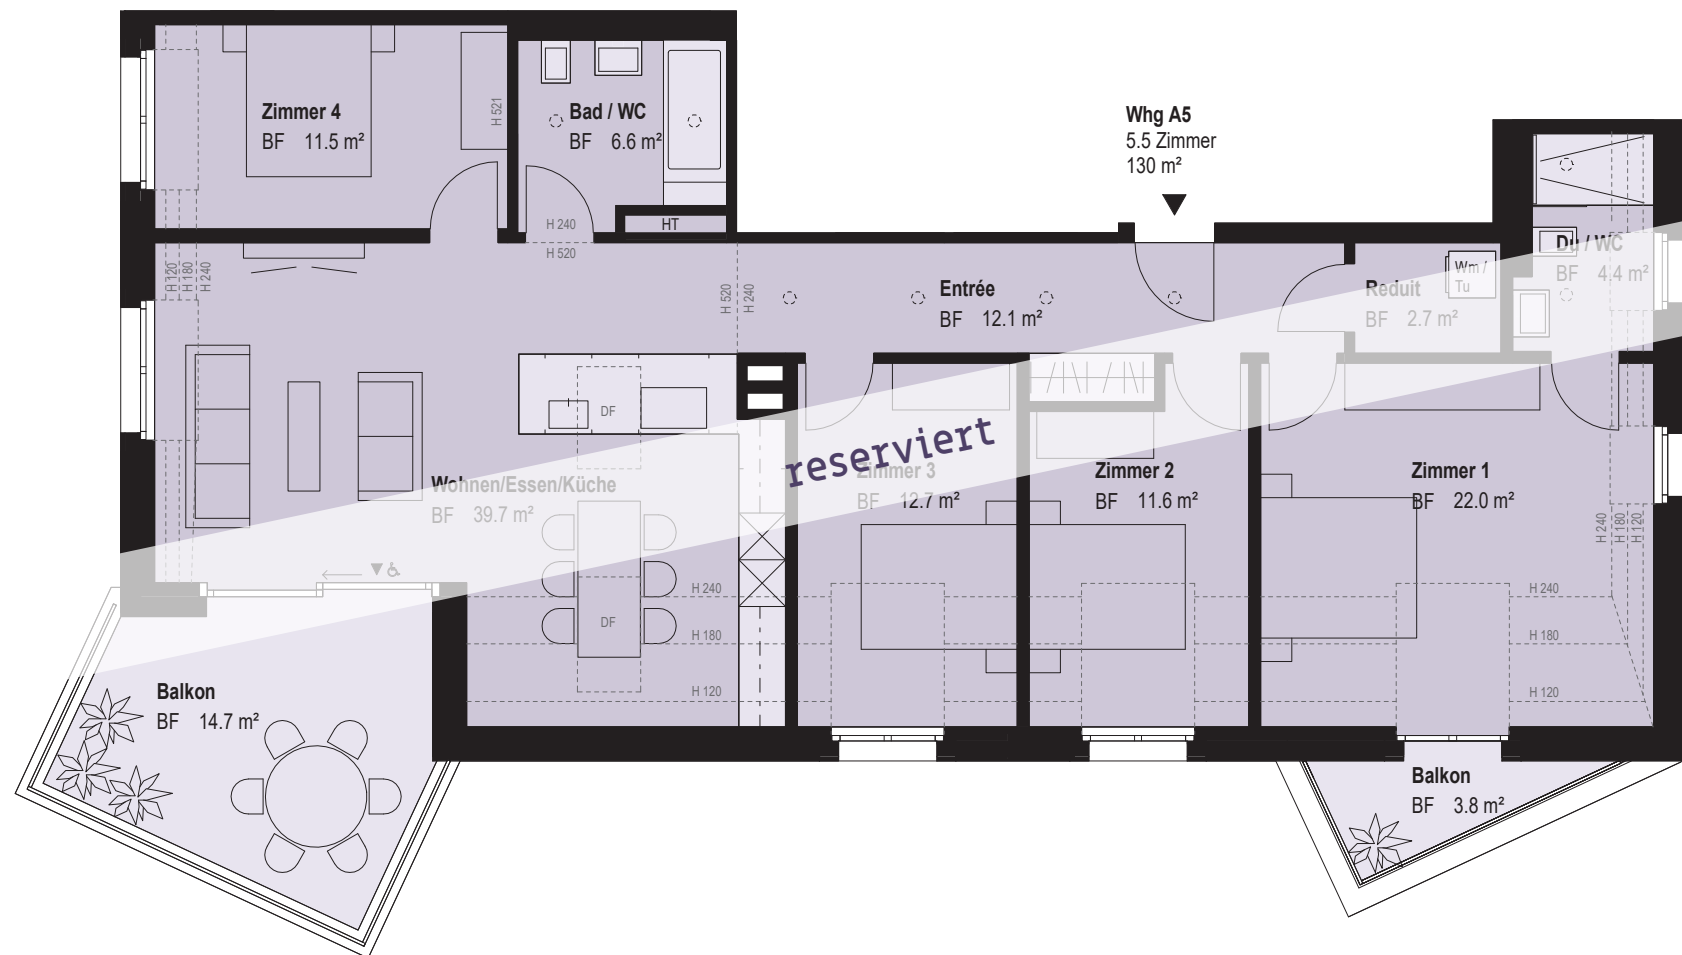 Zimmer 4
BF 11.5 m²
H 521
Bad / WC
BF 6.6 m²
HT
H 240
H 520
Whg A5
5.5 Zimmer
130 m²
Du / WC
BF 4.4 m²
H 120
H 180
H 240
H 520
H 240
Entrée
BF 12.1 m²
Reduit
BF 2.7 m²
Wm /
Tu
DF
reserviert
Wohnen/Essen/Küche
BF 39.7 m²
Zimmer 3
BF 12.7 m²
Zimmer 2
BF 11.6 m²
Zimmer 1
BF 22.0 m²
H 240
H 180
H 120
DF
H 240
H 180
H 120
H 240
H 180
H 120
Balkon
BF 14.7 m²
Balkon
BF 3.8 m²